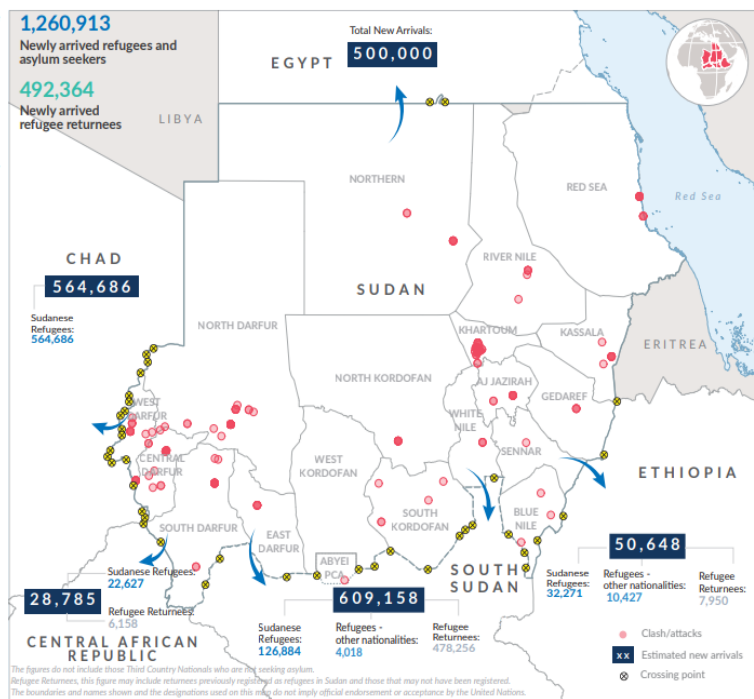 1,260,913
Newly arrived refugees and
asylum seekers
492,364
Newly arrived
refugee returnees
Total New Arrivals:
500,000
EGYPT
LIBYA
NORTHERN
RED SEA
Red Sea
CHAD
564,686
Sudanese
Refugees:
564,686
SUDAN
RIVER NILE
NORTH DARFUR
KHARTOUM
KASSALA
ERITREA
NORTH KORDOFAN
AJ JAZIRAH
GEDAREF
WEST
DARFUR
WHITE
NILE
SENNAR
CENTRAL
DARFUR
WEST
KORDOFAN
ETHIOPIA
SOUTH
KORDOFAN
BLUE
NILE
SOUTH DARFUR
EAST
DARFUR
ABYEI
PCA
SOUTH
SUDAN
50,648
Sudanese
Refugees:
32,271
Refugees -
other nationalities:
10,427
Refugee
Returnees:
7,950
Sudanese Refugees:
22,627
28,785
Refugee Returnees:
6,158
CENTRAL AFRICAN
REPUBLIC
609,158
Sudanese
Refugees:
126,884
Refugees -
other nationalities:
4,018
Refugee
Returnees:
478,256
Clash/attacks
xx Estimated new arrivals
Crossing point
The figures do not include those Third Country Nationals who are not seeking asylum.
Refugee Returnees, this figure may include returnees previously registered as refugees in Sudan and those that may not have been registered.
The boundaries and names shown and the designations used on this map do not imply official endorsement or acceptance by the United Nations.